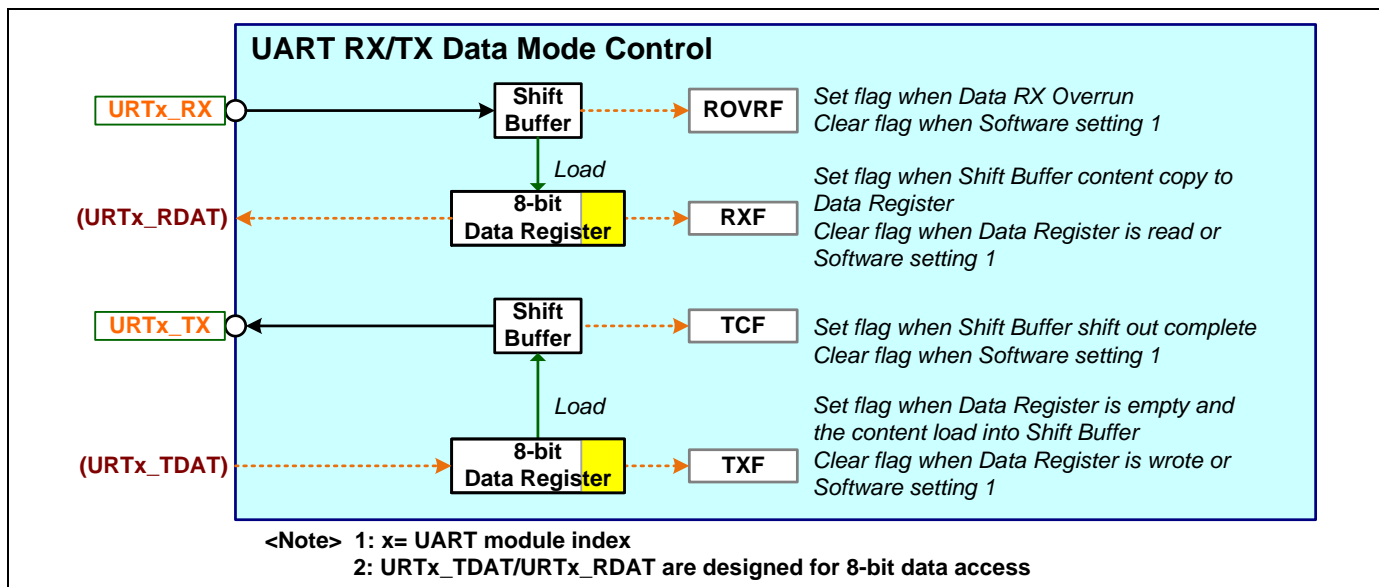 UART RX/TX Data Mode Control
URTx_RX
Shift
Buffer
ROVRF
Set flag when Data RX Overrun
Clear flag when Software setting 1
Load
(URTx_RDAT)
8-bit
Data Register
RXF
Set flag when Shift Buffer content copy to
Data Register
Clear flag when Data Register is read or
Software setting 1
URTx_TX
Shift
Buffer
TCF
Set flag when Shift Buffer shift out complete
Clear flag when Software setting 1
Load
(URTx_TDAT)
8-bit
Data Register
TXF
Set flag when Data Register is empty and
the content load into Shift Buffer
Clear flag when Data Register is wrote or
Software setting 1
<Note> 1: x= UART module index
2: URTx_TDAT/URTx_RDAT are designed for 8-bit data access